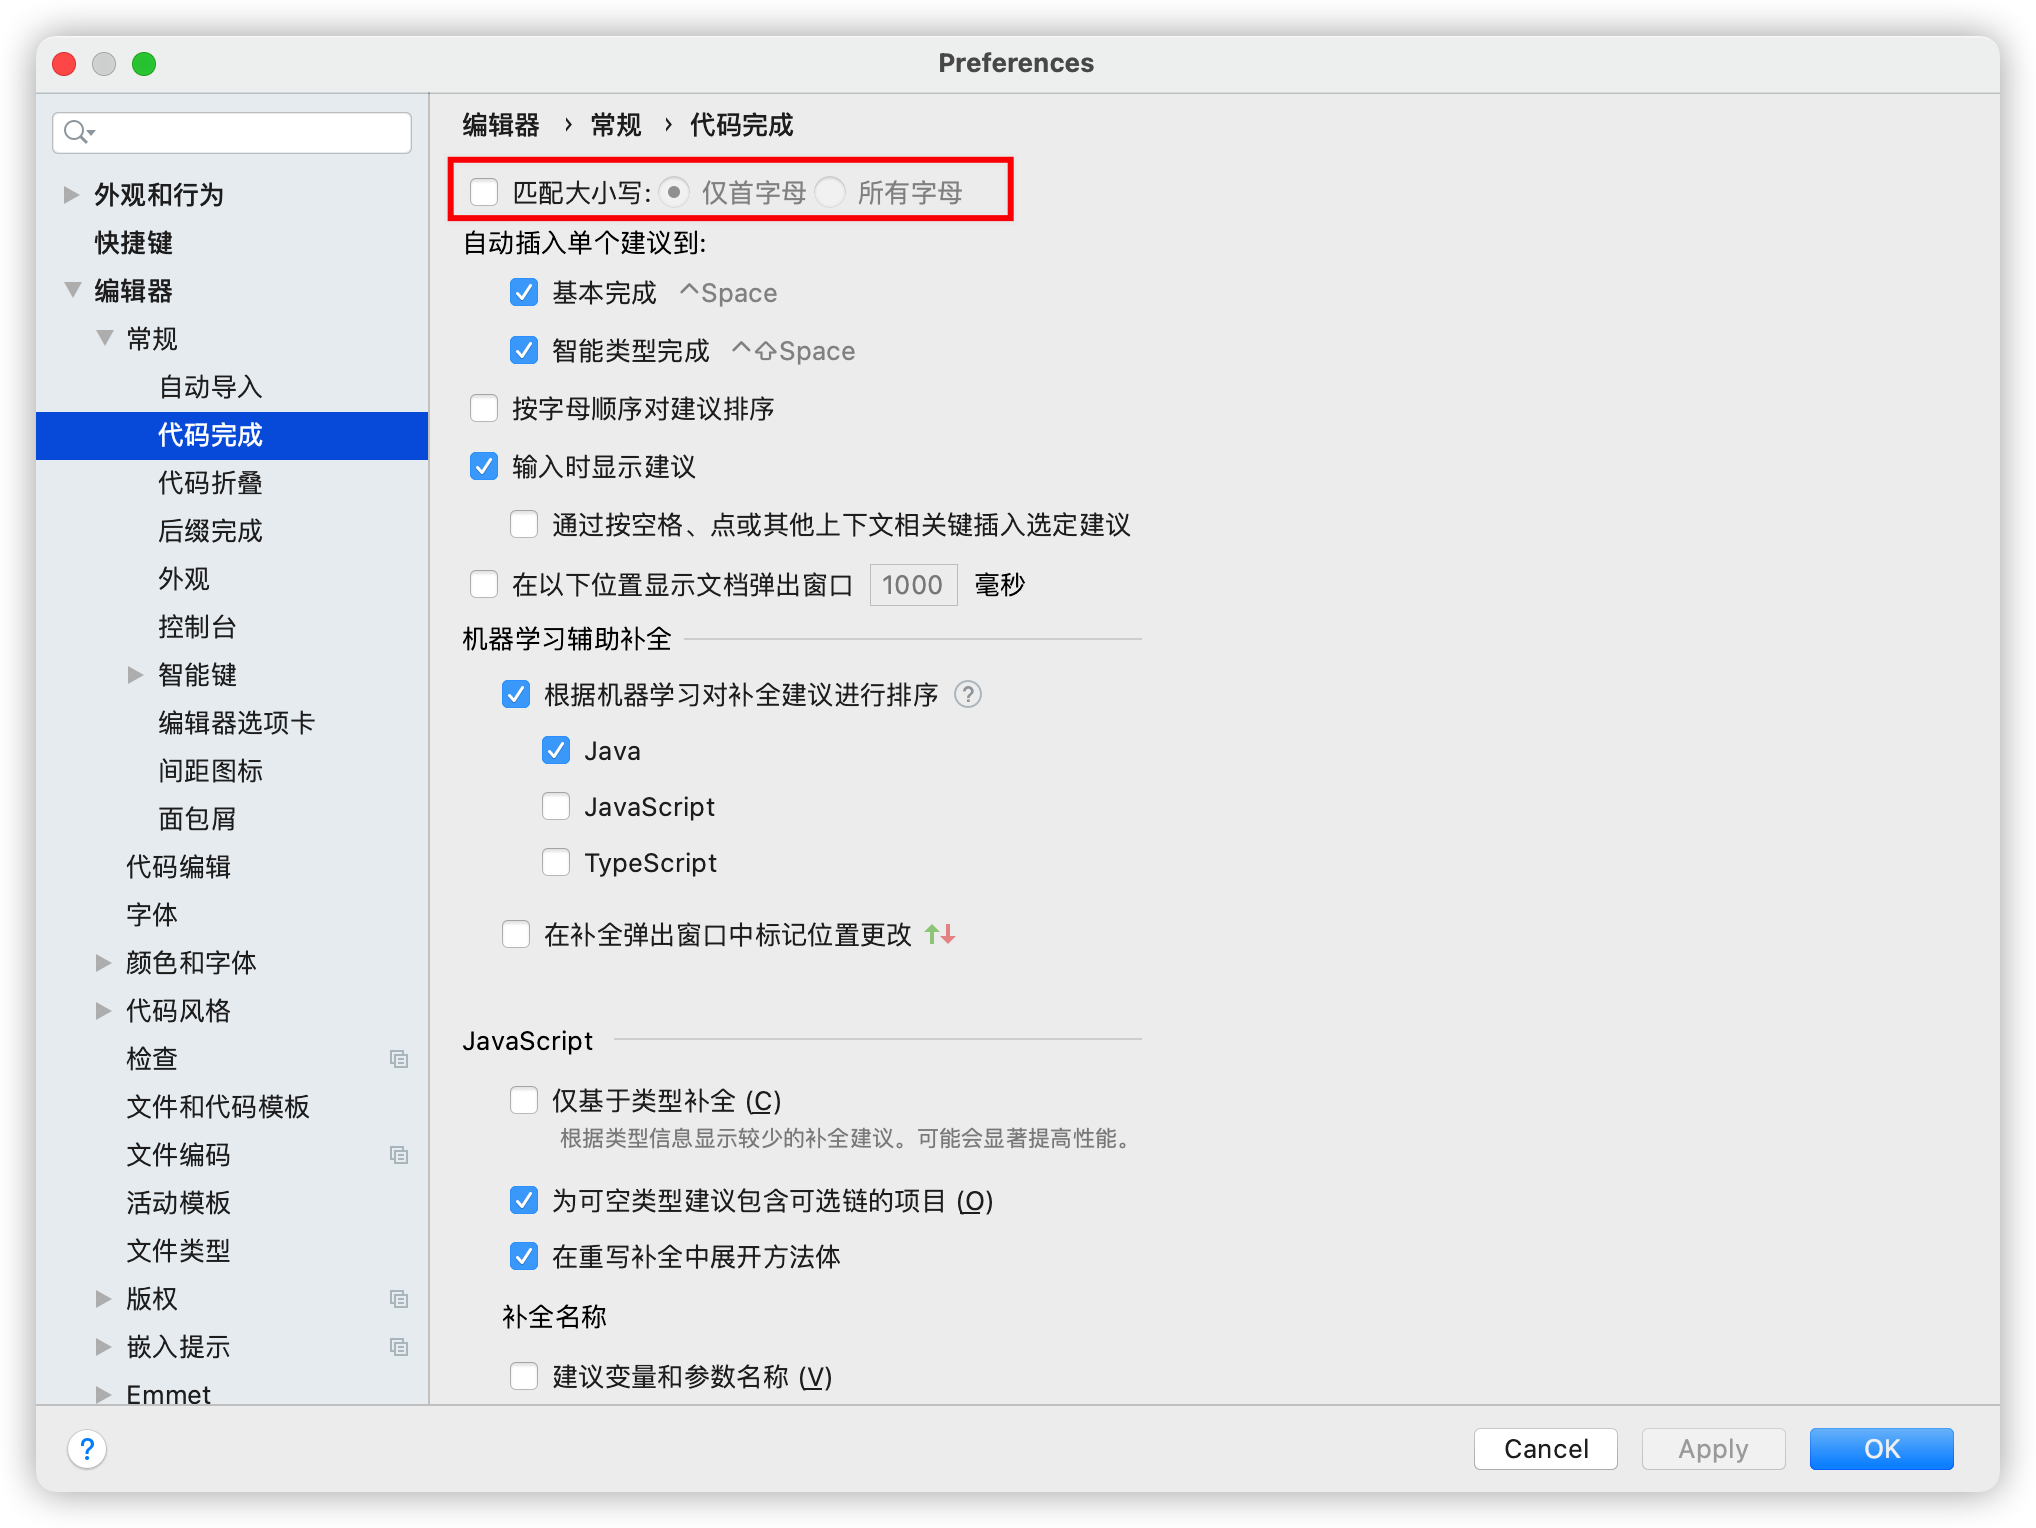 Preferences
外观和行为
快捷键
编辑器
常规
自动导入
代码完成
代码折叠
后缀完成
外观
控制台
智能键
编辑器选项卡
间距图标
面包屑
代码编辑
字体
颜色和字体
代码风格
检查
文件和代码模板
文件编码
活动模板
文件类型
版权
嵌入提示
Emmet
编辑器 › 常规 › 代码完成
匹配大小写: 仅首字母 所有字母
自动插入单个建议到:
基本完成 ^Space
智能类型完成 ^⇧Space
按字母顺序对建议排序
输入时显示建议
通过按空格、点或其他上下文相关键插入选定建议
在以下位置显示文档弹出窗口 1000 毫秒
机器学习辅助补全
根据机器学习对补全建议进行排序 ?
Java
JavaScript
TypeScript
在补全弹出窗口中标记位置更改
JavaScript
仅基于类型补全 (C)
根据类型信息显示较少的补全建议。可能会显著提高性能。
为可空类型建议包含可选链的项目 (O)
在重写补全中展开方法体
补全名称
建议变量和参数名称 (V)
? Cancel Apply OK